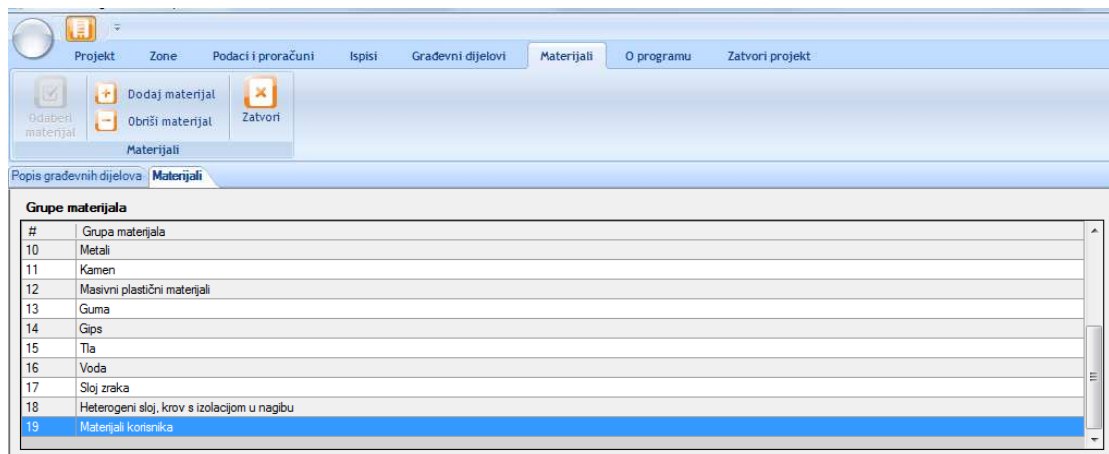 Projekt Zone Podaci i proračuni Ispisi Građevni dijelovi Materijali O programu Zatvori projekt
Odaberi materijal
Dodaj materijal
Obriši materijal
Zatvori
Materijali
Popis građevnih dijelova Materijali
Grupe materijala
# Grupa materijala
10 Metali
11 Kamen
12 Masivni plastični materijali
13 Guma
14 Gips
15 Tla
16 Voda
17 Sloj zraka
18 Heterogeni sloj, krov s izolacijom u nagibu
19 Materijali korisnika